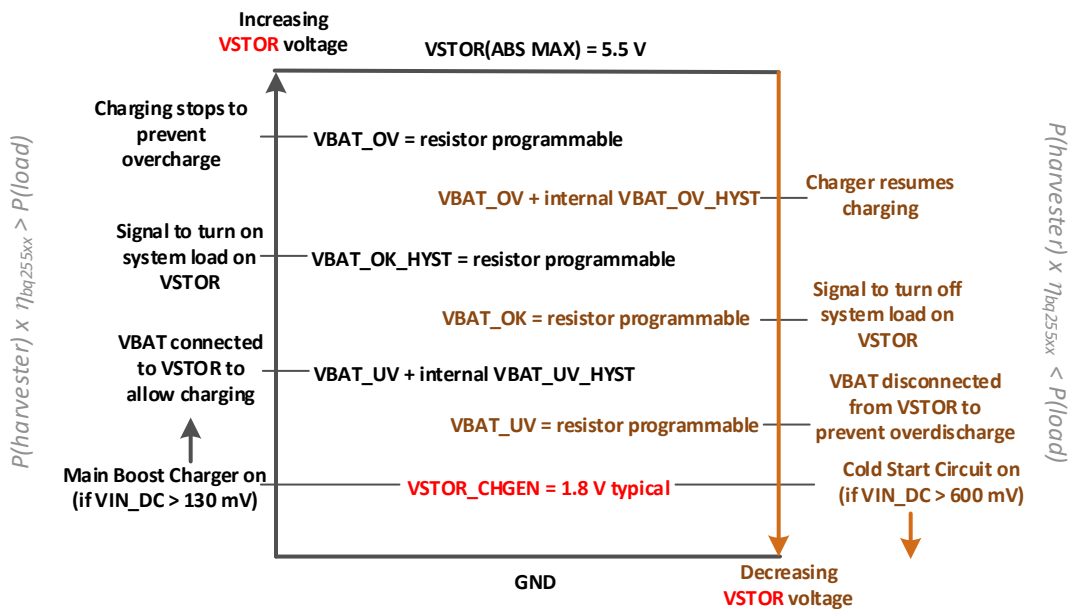 Increasing
VSTOR voltage
VSTOR(ABS MAX) = 5.5 V
Charging stops to
prevent
overcharge
VBAT_OV = resistor programmable
VBAT_OV + internal VBAT_OV_HYST
Charger resumes
charging
Signal to turn on
system load on
VSTOR
VBAT_OK_HYST = resistor programmable
VBAT_OK = resistor programmable
Signal to turn off
system load on
VSTOR
VBAT connected
to VSTOR to
allow charging
VBAT_UV + internal VBAT_UV_HYST
VBAT_UV = resistor programmable
VBAT disconnected
from VSTOR to
prevent overdischarge
Main Boost Charger on
(if VIN_DC > 130 mV)
VSTOR_CHGEN = 1.8 V typical
Cold Start Circuit on
(if VIN_DC > 600 mV)
GND
Decreasing
VSTOR voltage
P(harvester) x η_bq255xx > P(load)
P(harvester) x η_bq255xx < P(load)